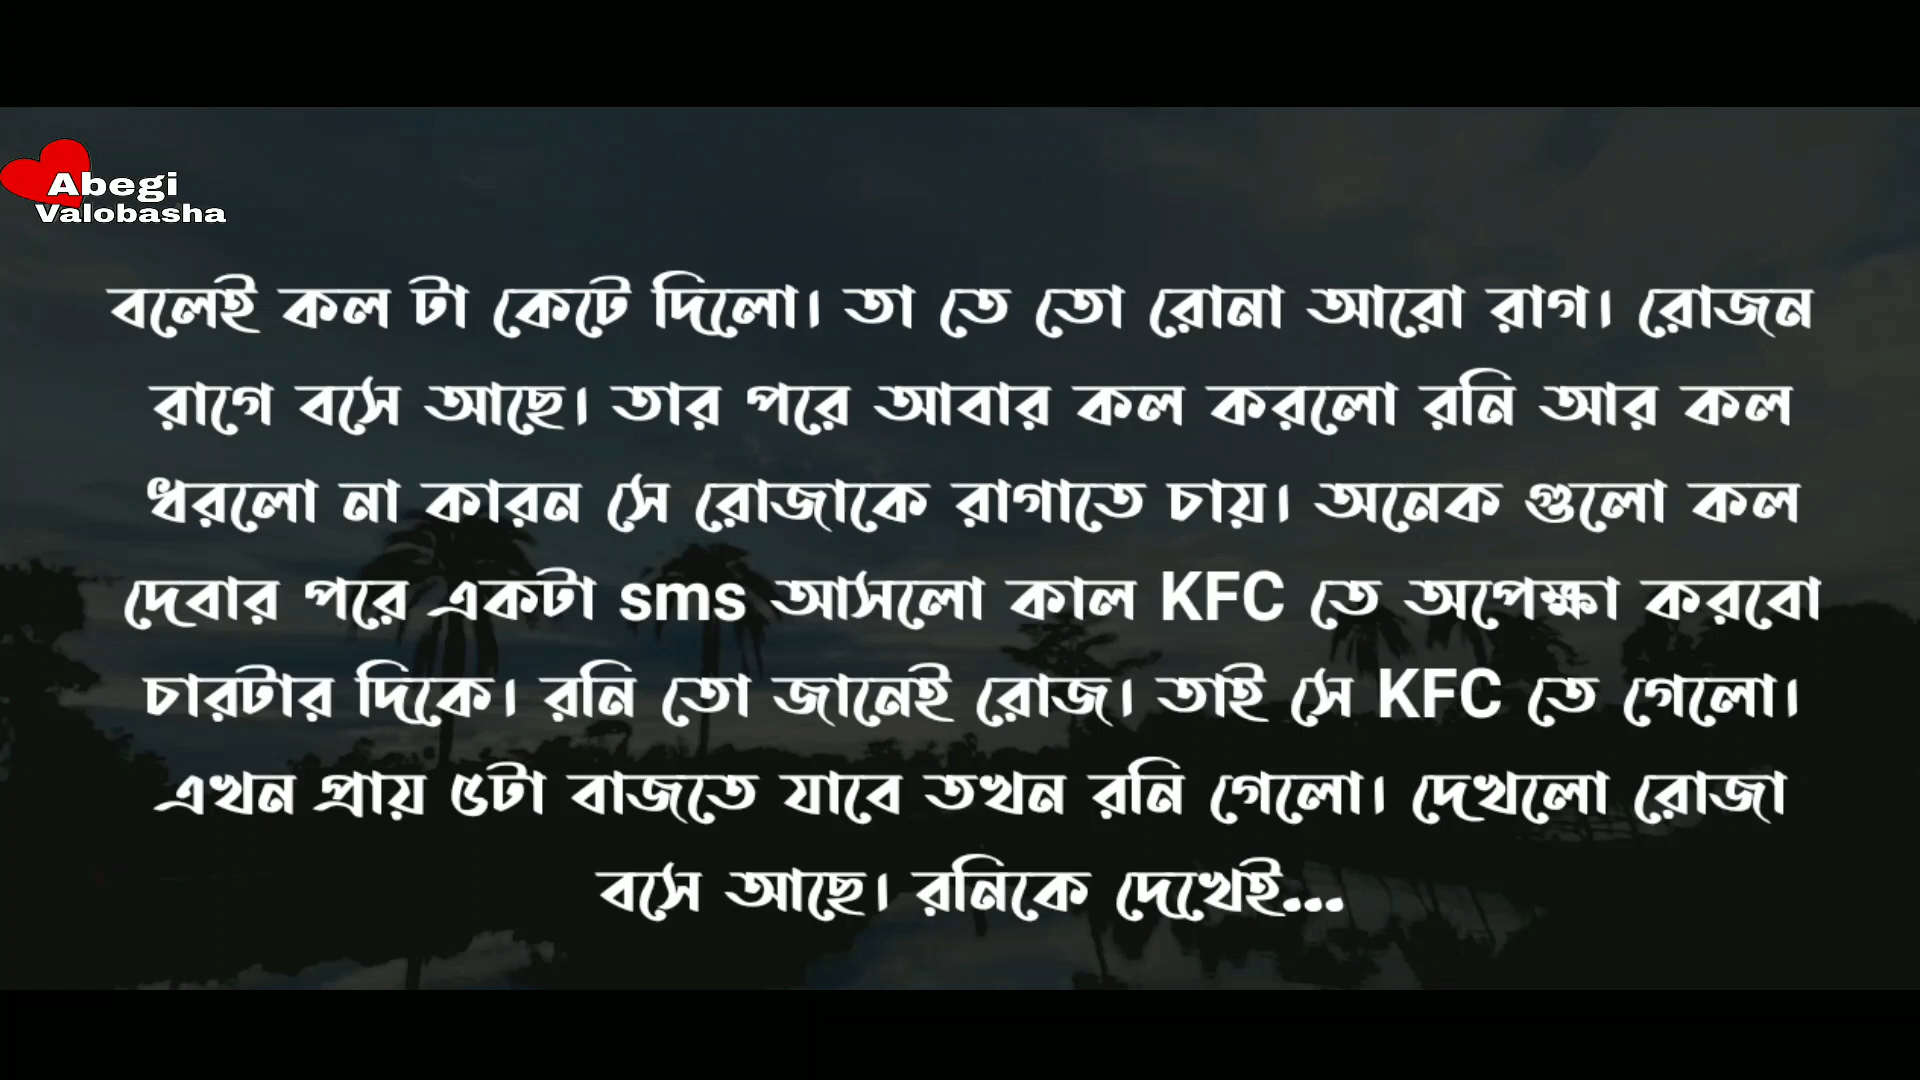 Abegi
Valobasha
বলেই কল টা কেটে দিলো। তা তে তো রোনা আরো রাগ। রোজন
রাগে বসে আছে। তার পরে আবার কল করলো রনি আর কল
ধরলো না কারন সে রোজাকে রাগাতে চায়। অনেক গুলো কল
দেবার পরে একটা sms আসলো কাল KFC তে অপেক্ষা করবো
চারটার দিকে। রনি তো জানেই রোজ। তাই সে KFC তে গেলো।
এখন প্রায় ৫টা বাজতে যাবে তখন রনি গেলো। দেখলো রোজা
বসে আছে। রনিকে দেখেই...